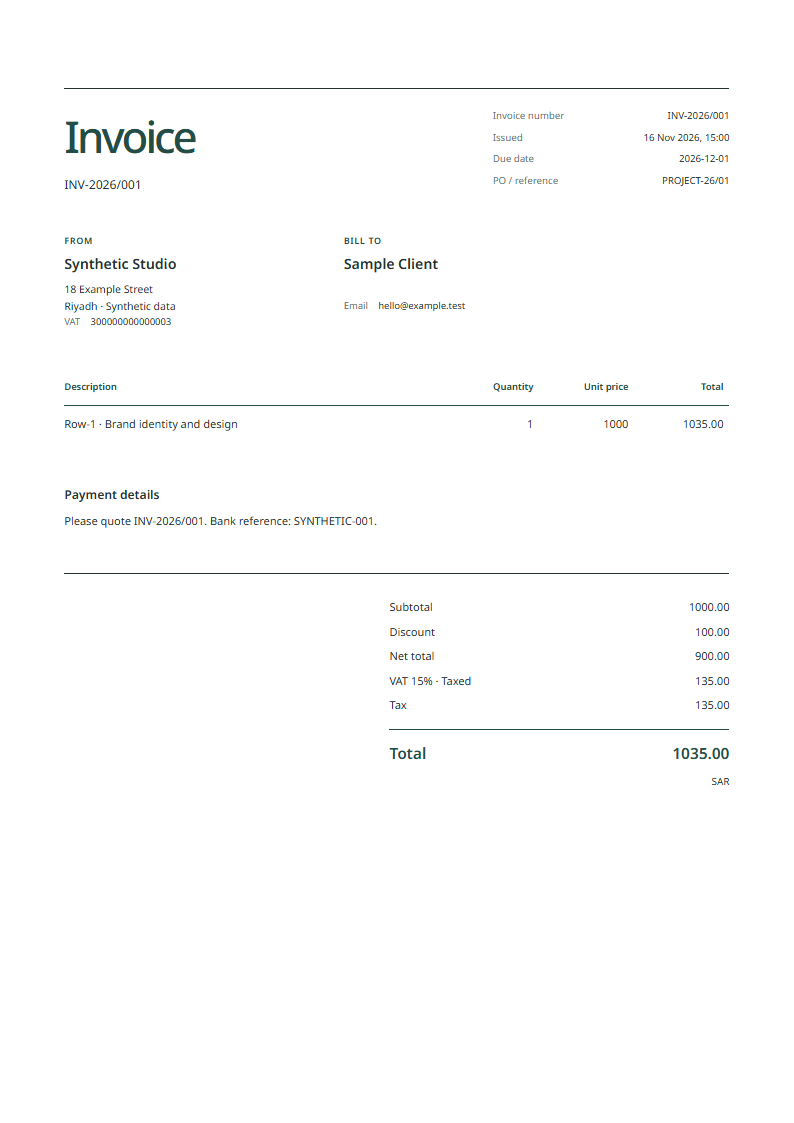 Invoice
INV-2026/001
Invoice number INV-2026/001
Issued 16 Nov 2026, 15:00
Due date 2026-12-01
PO / reference PROJECT-26/01
FROM
Synthetic Studio
18 Example Street
Riyadh · Synthetic data
VAT 300000000000003
BILL TO
Sample Client
Email hello@example.test
Description Quantity Unit price Total
Row-1 · Brand identity and design 1 1000 1035.00
Payment details
Please quote INV-2026/001. Bank reference: SYNTHETIC-001.
Subtotal 1000.00
Discount 100.00
Net total 900.00
VAT 15% · Taxed 135.00
Tax 135.00
Total 1035.00
SAR